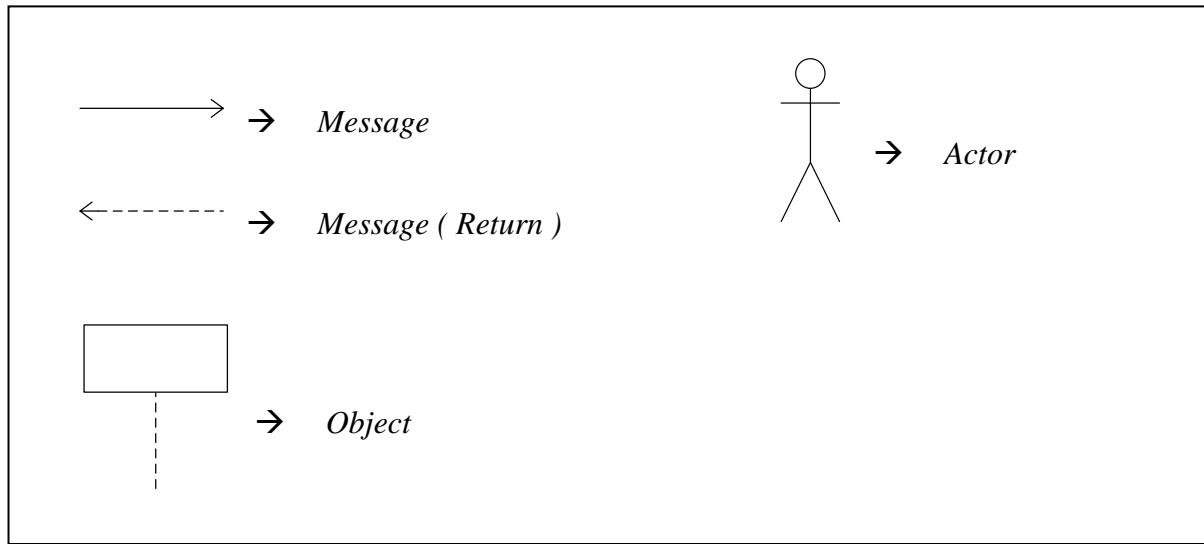 → Message
→ Actor
→ Message ( Return )
→ Object